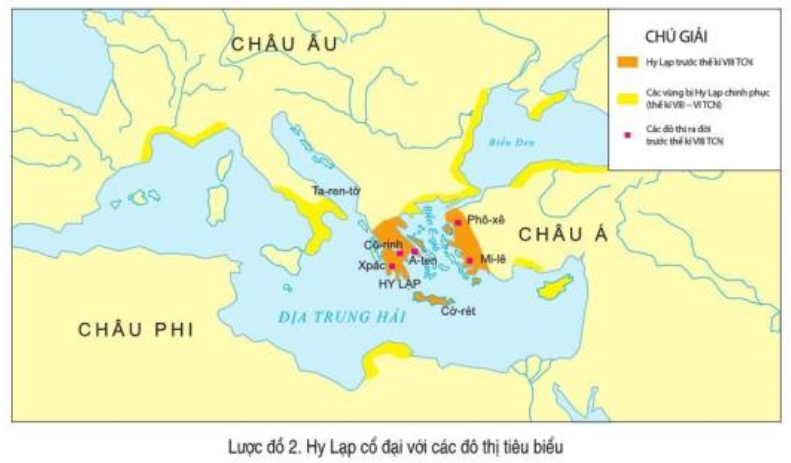 CHÂU ÂU
CHÚ GIẢI
Hy Lạp trước thế kỉ VIII TCN
Các vùng bị Hy Lạp chinh phục
(thế kỉ VIII – VI TCN)
Các đô thị ra đời
trước thế kỉ VIII TCN
Biển Đen
Ta-ren-tơ
Phô-xê
CHÂU Á
Cô-rinh
A-ten
Mi-lê
Xpác
HY LẠP
Cờ-rét
ĐỊA TRUNG HẢI
CHÂU PHI
Lược đồ 2. Hy Lạp cổ đại với các đô thị tiêu biểu